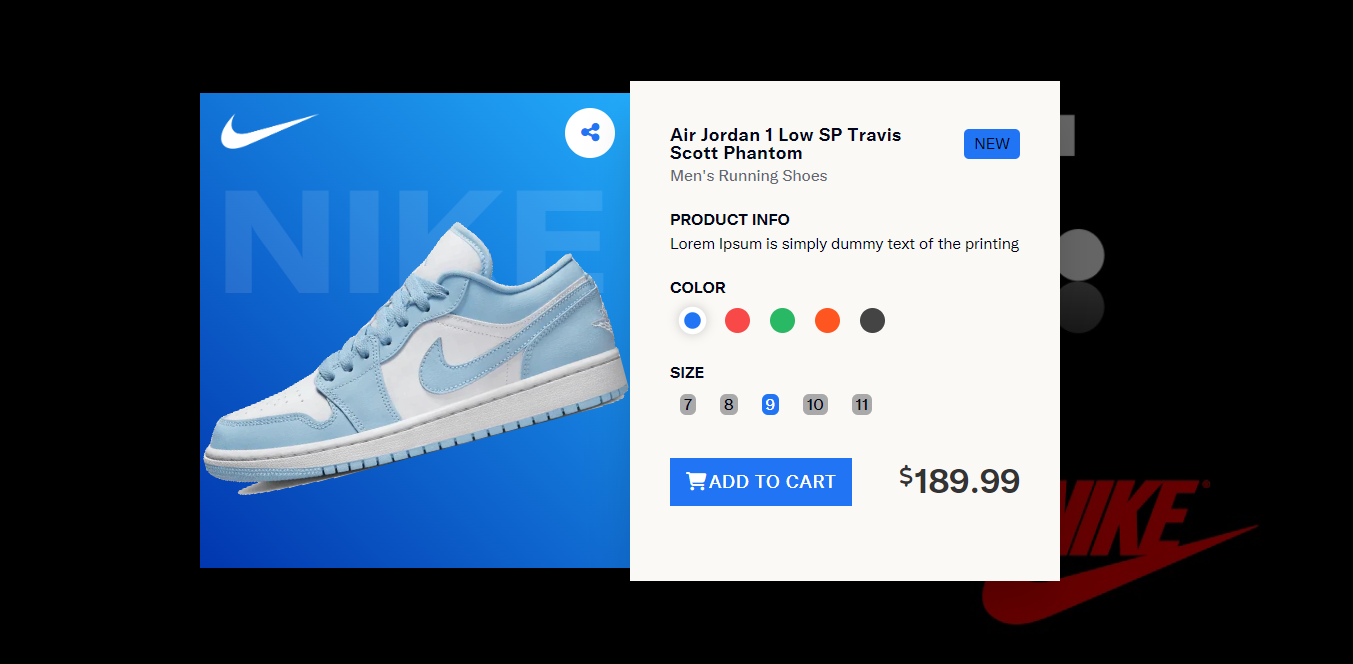 NIKE
Air Jordan 1 Low SP Travis
Scott Phantom
NEW
Men's Running Shoes
PRODUCT INFO
Lorem Ipsum is simply dummy text of the printing
COLOR
SIZE
7 8 9 10 11
ADD TO CART
$189.99
NIKE